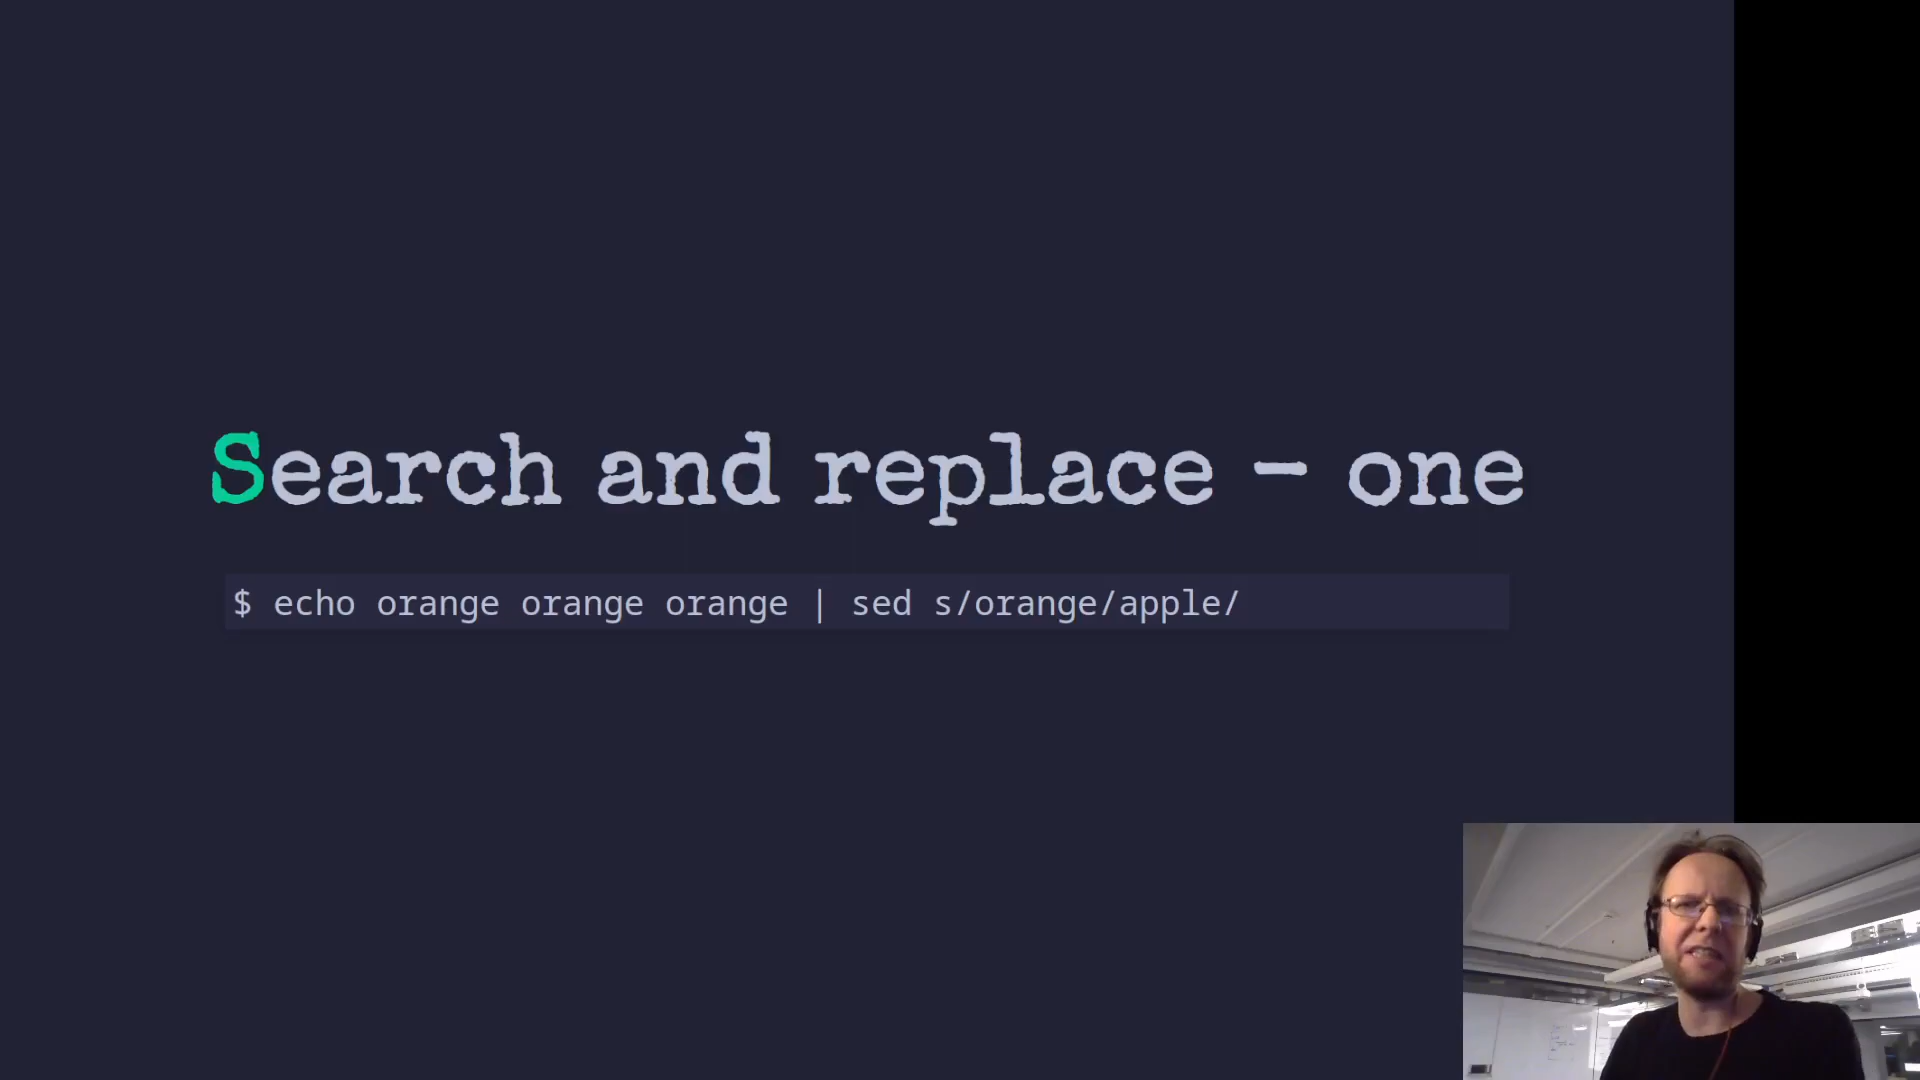 Search and replace - one
$ echo orange orange orange | sed s/orange/apple/